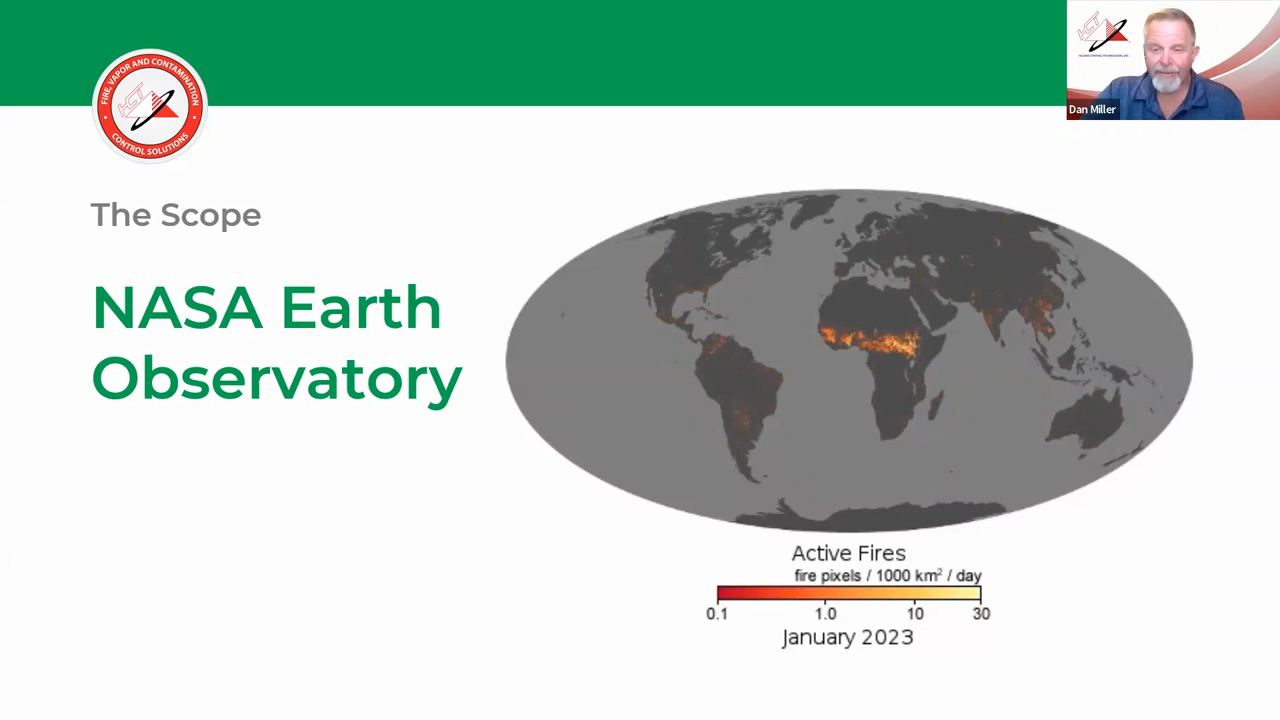 FIRE, VAPOR AND CONTAMINATION
HCT
CONTROL SOLUTIONS
HCT
Dan Miller
The Scope
NASA Earth
Observatory
Active Fires
fire pixels / 1000 km² / day
0.1 1.0 10 30
January 2023